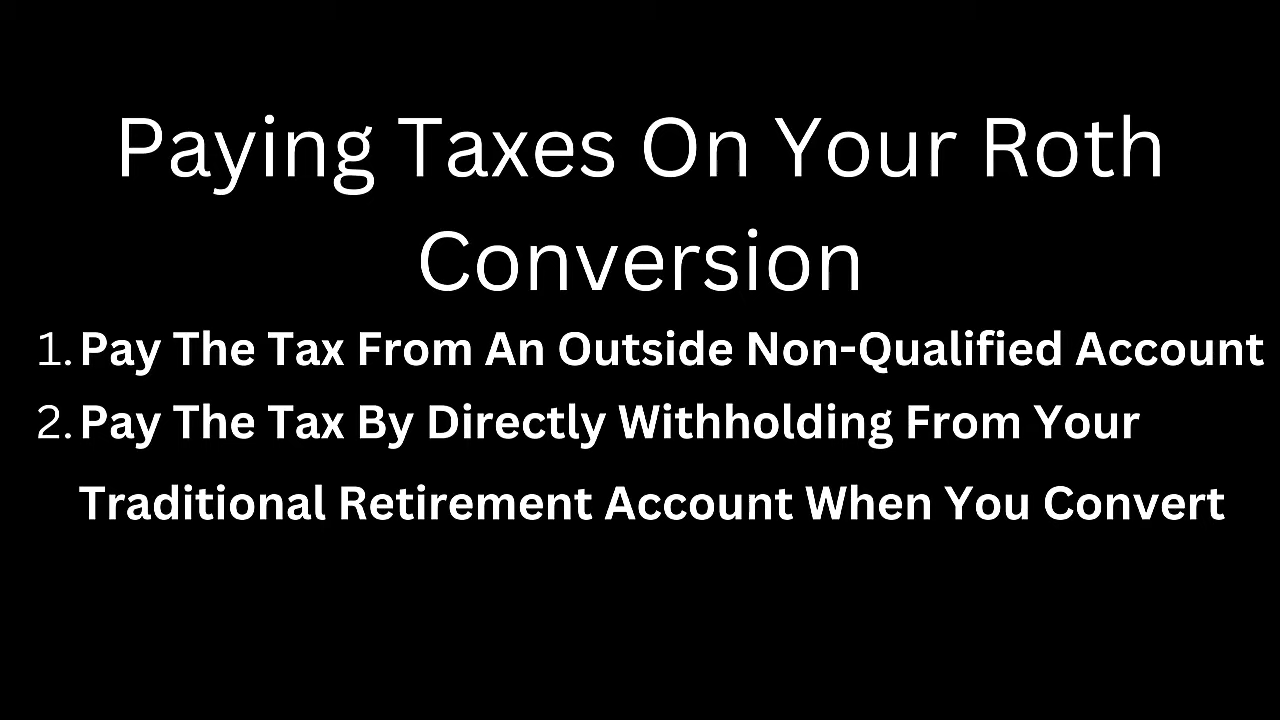 Paying Taxes On Your Roth
Conversion
1. Pay The Tax From An Outside Non-Qualified Account
2. Pay The Tax By Directly Withholding From Your
Traditional Retirement Account When You Convert